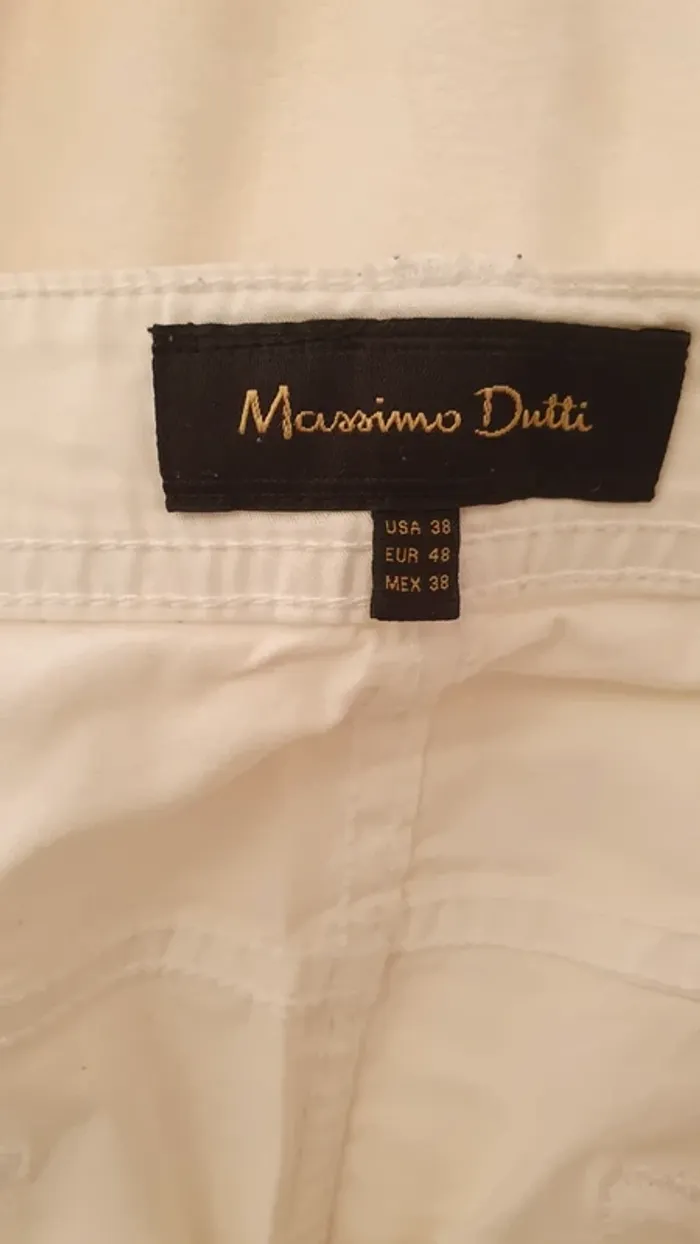 Massimo Dutti
USA 38
EUR 48
MEX 38